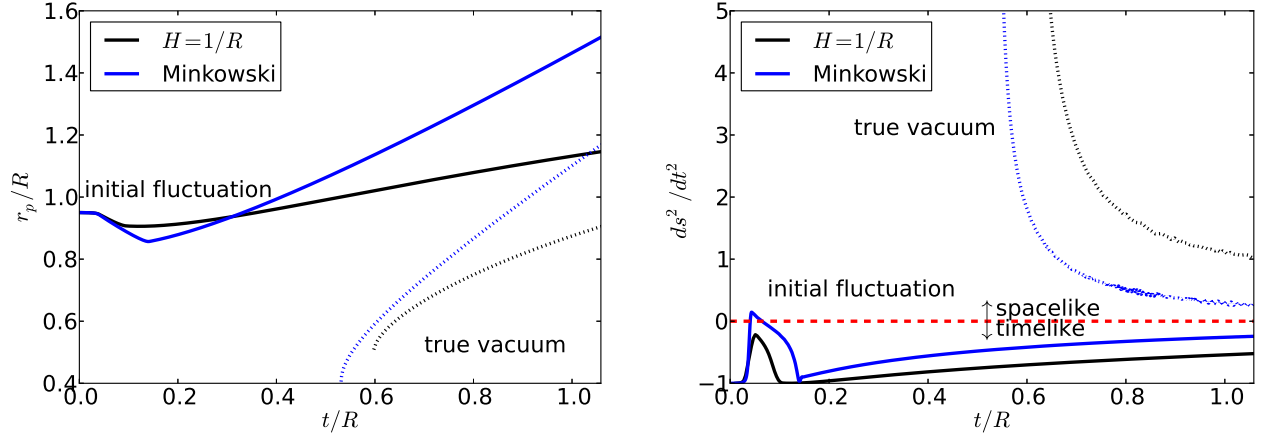 1.6
1.4
1.2
1.0
0.8
0.6
0.4
r_p/R
H=1/R
Minkowski
initial fluctuation
true vacuum
0.0 0.2 0.4 0.6 0.8 1.0
t/R
5
4
3
2
1
0
−1
ds²/dt²
H=1/R
Minkowski
true vacuum
initial fluctuation
spacelike
timelike
0.0 0.2 0.4 0.6 0.8 1.0
t/R